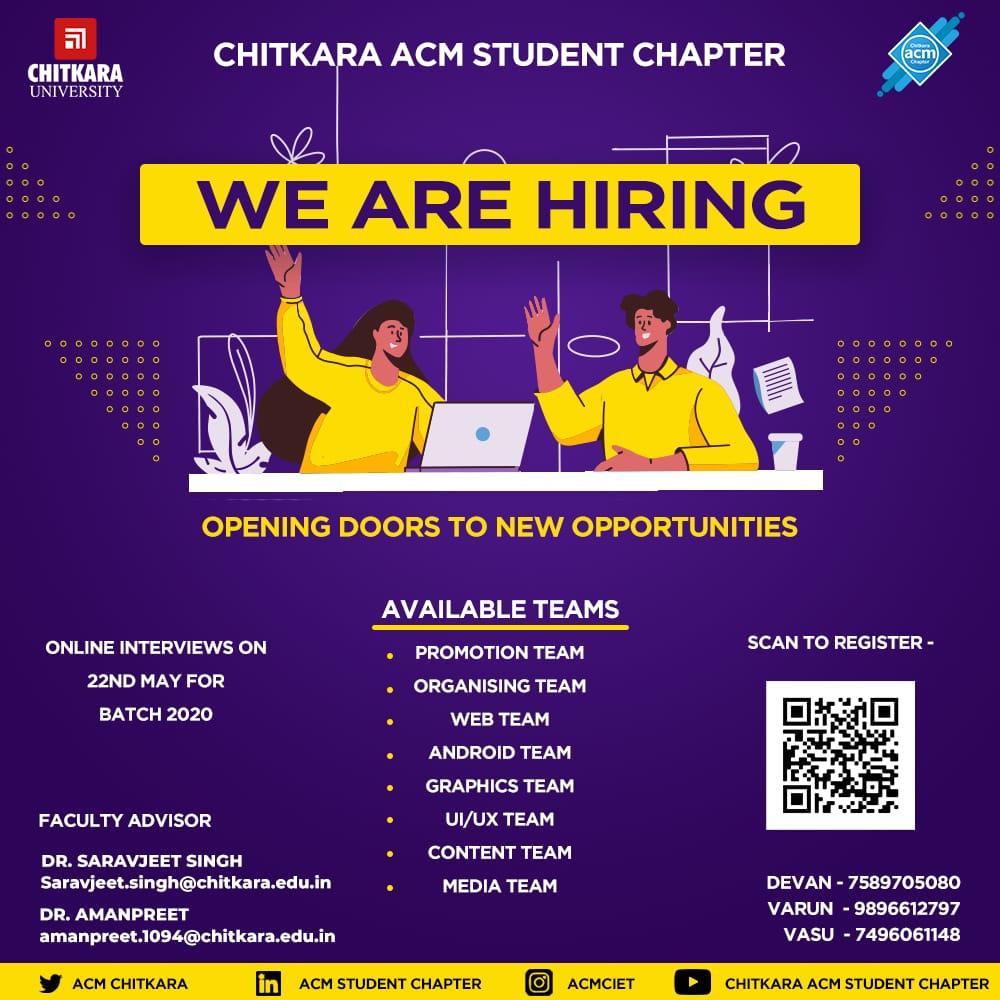 CHITKARA
UNIVERSITY
CHITKARA ACM STUDENT CHAPTER
Chitkara
acm
Chapter
WE ARE HIRING
OPENING DOORS TO NEW OPPORTUNITIES
ONLINE INTERVIEWS ON
22ND MAY FOR
BATCH 2020
AVAILABLE TEAMS
• PROMOTION TEAM
• ORGANISING TEAM
• WEB TEAM
• ANDROID TEAM
• GRAPHICS TEAM
• UI/UX TEAM
• CONTENT TEAM
• MEDIA TEAM
SCAN TO REGISTER -
FACULTY ADVISOR
DR. SARAVJEET SINGH
Saravjeet.singh@chitkara.edu.in
DR. AMANPREET
amanpreet.1094@chitkara.edu.in
DEVAN - 7589705080
VARUN - 9896612797
VASU - 7496061148
ACM CHITKARA
in ACM STUDENT CHAPTER
ACMCIET
CHITKARA ACM STUDENT CHAPTER